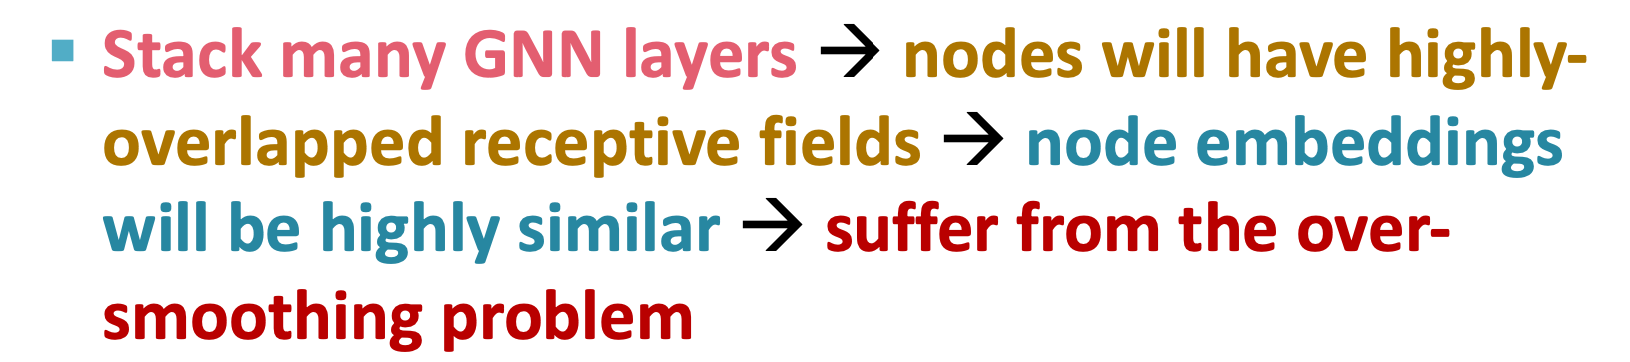 ▪ Stack many GNN layers → nodes will have highly-
overlapped receptive fields → node embeddings
will be highly similar → suffer from the over-
smoothing problem